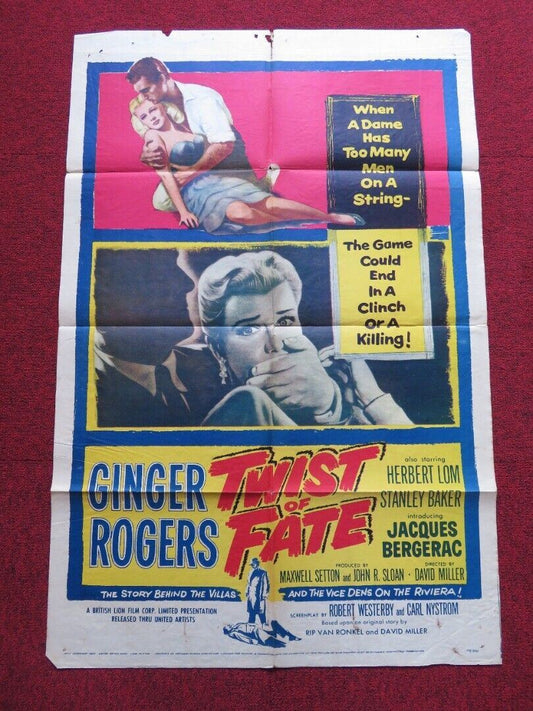 When
A Dame
Has
Too Many
Men
On A
String-
The Game
Could
End
In A
Clinch
Or A
Killing!
GINGER
ROGERS
TWIST
OF
FATE
also starring
HERBERT LOM
STANLEY BAKER
introducing
JACQUES
BERGERAC
PRODUCED BY
MAXWELL SETTON and JOHN R. SLOAN
DIRECTED BY
DAVID MILLER
THE STORY BEHIND THE VILLAS
AND THE VICE DENS ON THE RIVIERA!
A BRITISH LION FILM CORP. LIMITED PRESENTATION
RELEASED THRU UNITED ARTISTS
SCREENPLAY BY ROBERT WESTERBY and CARL NYSTROM
Based upon an original story by
RIP VAN RONKEL and DAVID MILLER